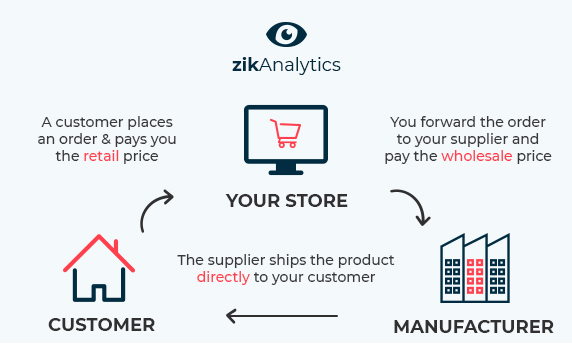 zikAnalytics
A customer places
an order & pays you
the retail price
You forward the order
to your supplier and
pay the wholesale price
YOUR STORE
The supplier ships the product
directly to your customer
CUSTOMER
MANUFACTURER